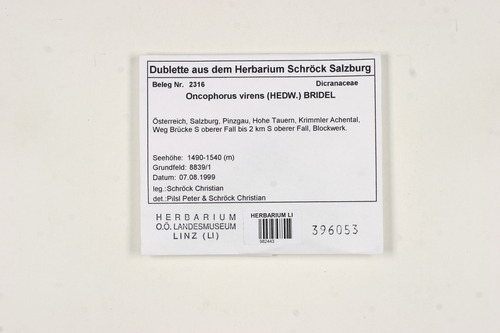 Dublette aus dem Herbarium Schröck Salzburg
Beleg Nr. 2316 Dicranaceae
Oncophorus virens (HEDW.) BRIDEL
Österreich, Salzburg, Pinzgau, Hohe Tauern, Krimmler Achental,
Weg Brücke S oberer Fall bis 2 km S oberer Fall, Blockwerk.
Seehöhe: 1490-1540 (m)
Grundfeld: 8839/1
Datum: 07.08.1999
leg.:Schröck Christian
det.:Pilsl Peter & Schröck Christian
HERBARIUM
O.Ö. LANDESMUSEUM
LINZ (LI)
HERBARIUM LI
982443
396053